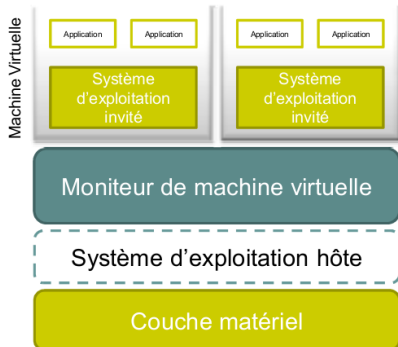 Machine Virtuelle
Application
Application
Application
Application
Système
d'exploitation
invité
Système
d'exploitation
invité
Moniteur de machine virtuelle
Système d'exploitation hôte
Couche matériel